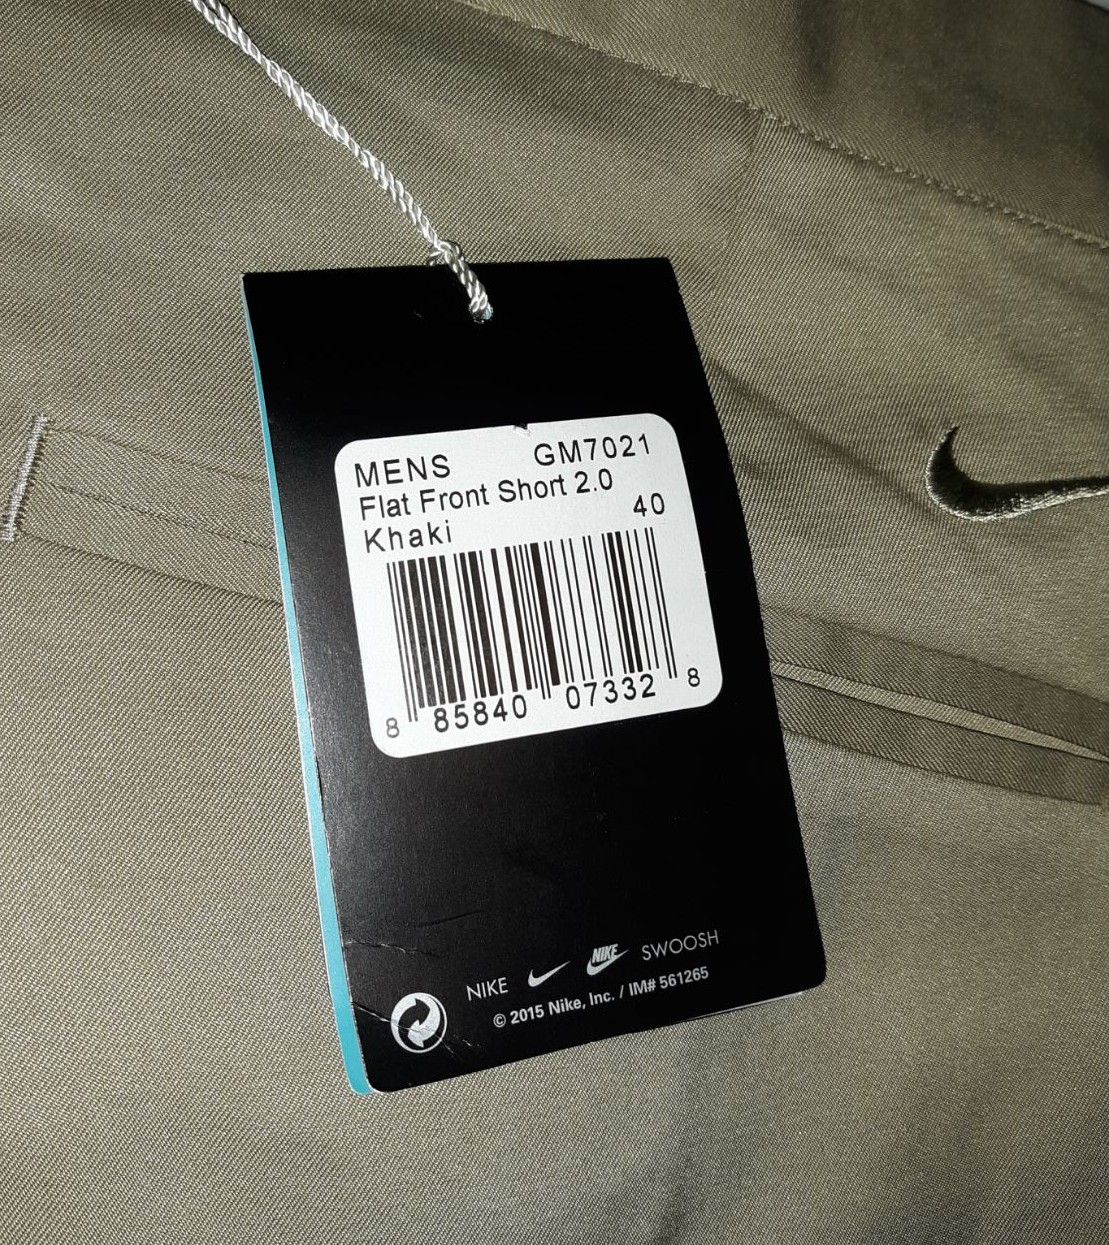 MENS GM7021
Flat Front Short 2.0
Khaki 40
8 85840 07332 8
NIKE NIKE SWOOSH
© 2015 Nike, Inc. / IM# 561265